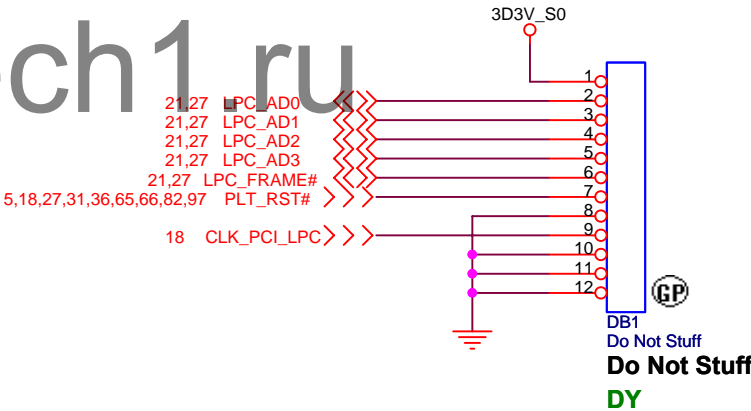 3D3V_S0
ech1.ru
1
21,27 LPC_AD0 2
21,27 LPC_AD1 3
21,27 LPC_AD2 4
21,27 LPC_AD3 5
21,27 LPC_FRAME# 6
5,18,27,31,36,65,66,82,97 PLT_RST# 7
8
18 CLK_PCI_LPC 9
10
11
12
GP
DB1
Do Not Stuff
Do Not Stuff
DY